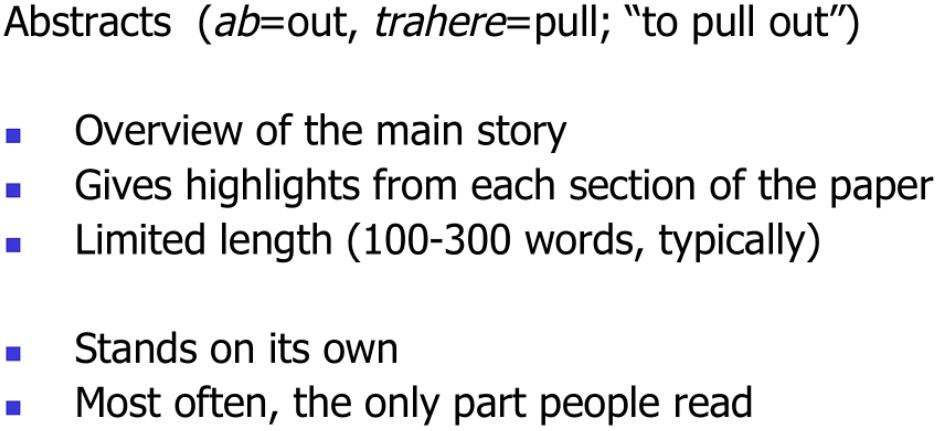 Abstracts (ab=out, trahere=pull; “to pull out”)
▪ Overview of the main story
▪ Gives highlights from each section of the paper
▪ Limited length (100-300 words, typically)
▪ Stands on its own
▪ Most often, the only part people read